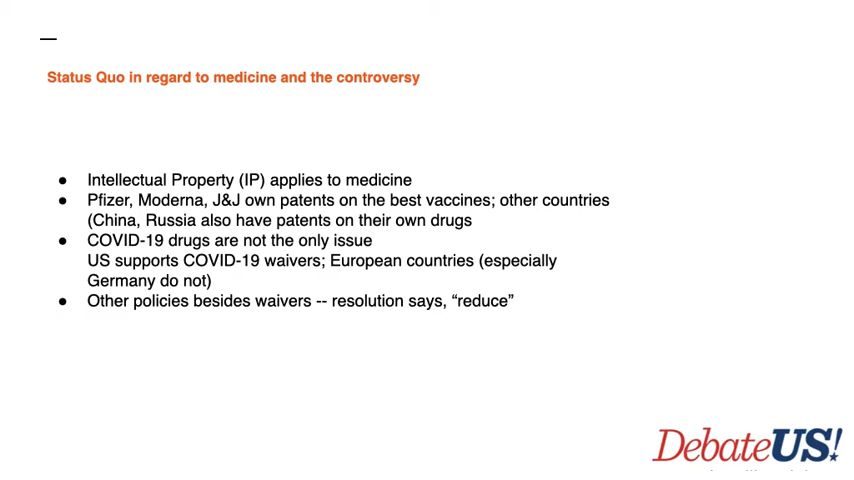 Status Quo in regard to medicine and the controversy
● Intellectual Property (IP) applies to medicine
● Pfizer, Moderna, J&J own patents on the best vaccines; other countries
(China, Russia also have patents on their own drugs
● COVID-19 drugs are not the only issue
US supports COVID-19 waivers; European countries (especially
Germany do not)
● Other policies besides waivers -- resolution says, “reduce”
DebateUS!